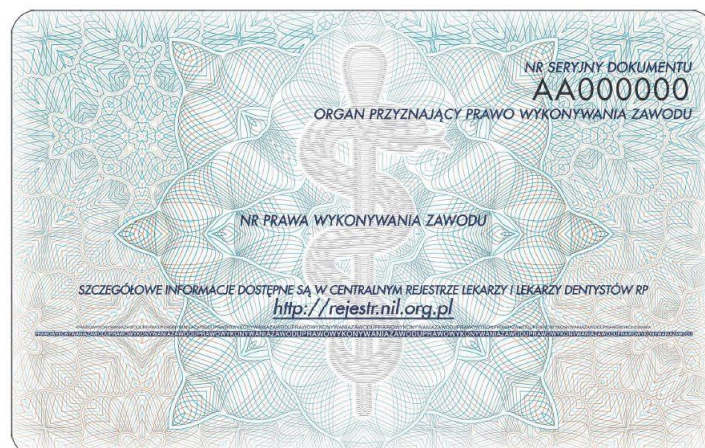 NR SERYJNY DOKUMENTU
AA000000
ORGAN PRZYZNAJĄCY PRAWO WYKONYWANIA ZAWODU
NR PRAWA WYKONYWANIA ZAWODU
SZCZEGÓŁOWE INFORMACJE DOSTĘPNE SĄ W CENTRALNYM REJESTRZE LEKARZY I LEKARZY DENTYSTÓW RP
http://rejestr.nil.org.pl